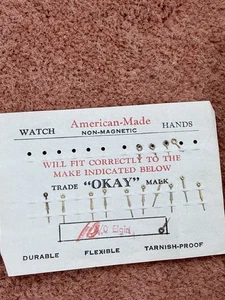 American-Made
WATCH HANDS
NON-MAGNETIC
WILL FIT CORRECTLY TO THE
MAKE INDICATED BELOW
TRADE "OKAY" MARK
Elgin
DURABLE FLEXIBLE TARNISH-PROOF